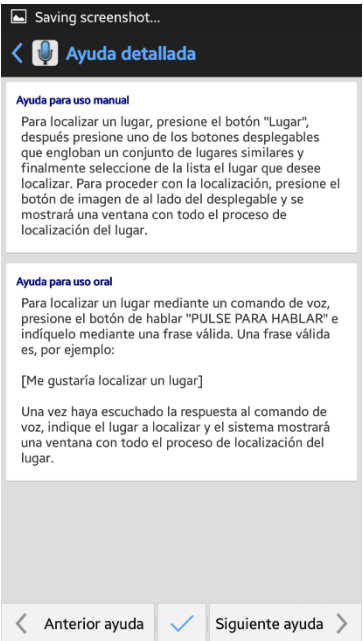 Saving screenshot...
Ayuda detallada
Ayuda para uso manual
Para localizar un lugar, presione el botón "Lugar",
después presione uno de los botones desplegables
que engloban un conjunto de lugares similares y
finalmente seleccione de la lista el lugar que desee
localizar. Para proceder con la localización, presione el
botón de imagen de al lado del desplegable y se
mostrará una ventana con todo el proceso de
localización del lugar.
Ayuda para uso oral
Para localizar un lugar mediante un comando de voz,
presione el botón de hablar "PULSE PARA HABLAR" e
indíquelo mediante una frase válida. Una frase válida
es, por ejemplo:
[Me gustaría localizar un lugar]
Una vez haya escuchado la respuesta al comando de
voz, indique el lugar a localizar y el sistema mostrará
una ventana con todo el proceso de localización del
lugar.
Anterior ayuda
Siguiente ayuda